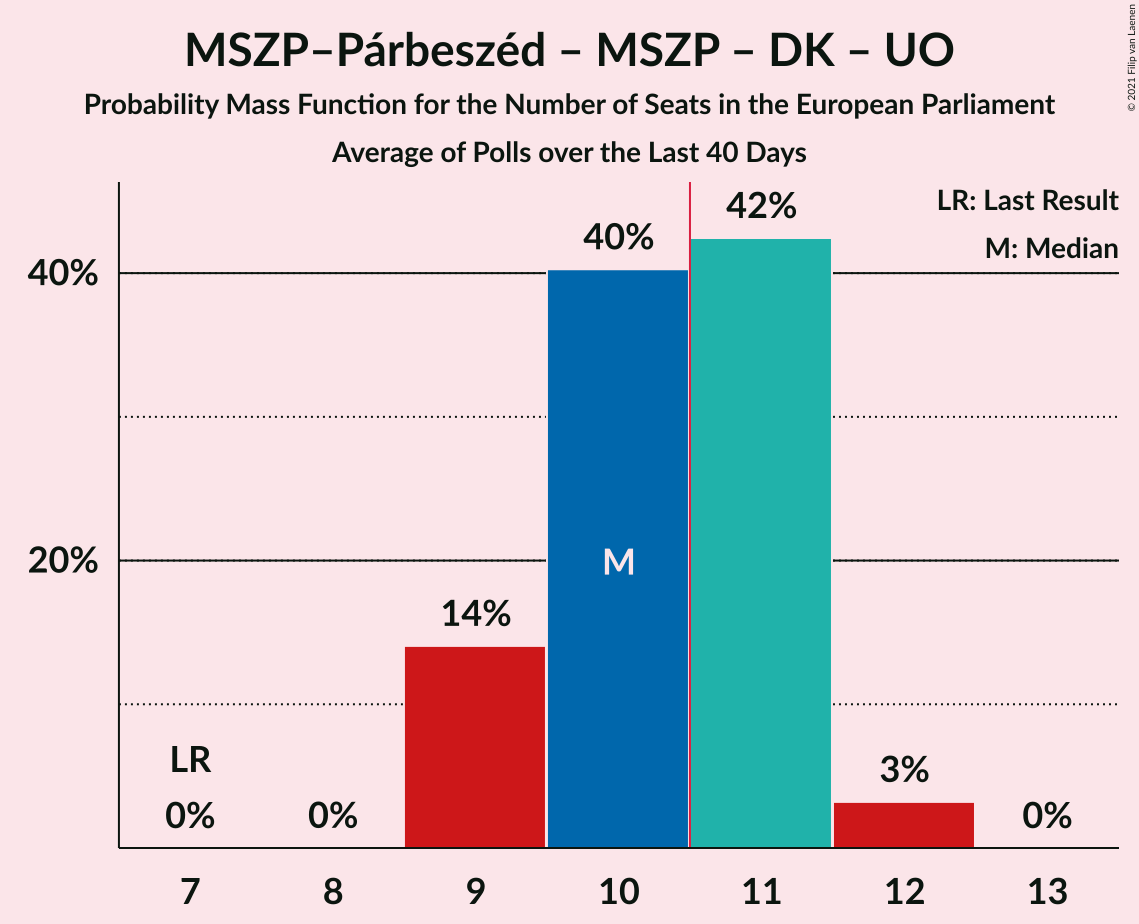 MSZP–Párbeszéd – MSZP – DK – UO
Probability Mass Function for the Number of Seats in the European Parliament
Average of Polls over the Last 40 Days
© 2021 Filip van Laenen
LR: Last Result
M: Median
42%
40%
40%
M
20%
14%
LR
3%
0%
0%
0%
7 8 9 10 11 12 13